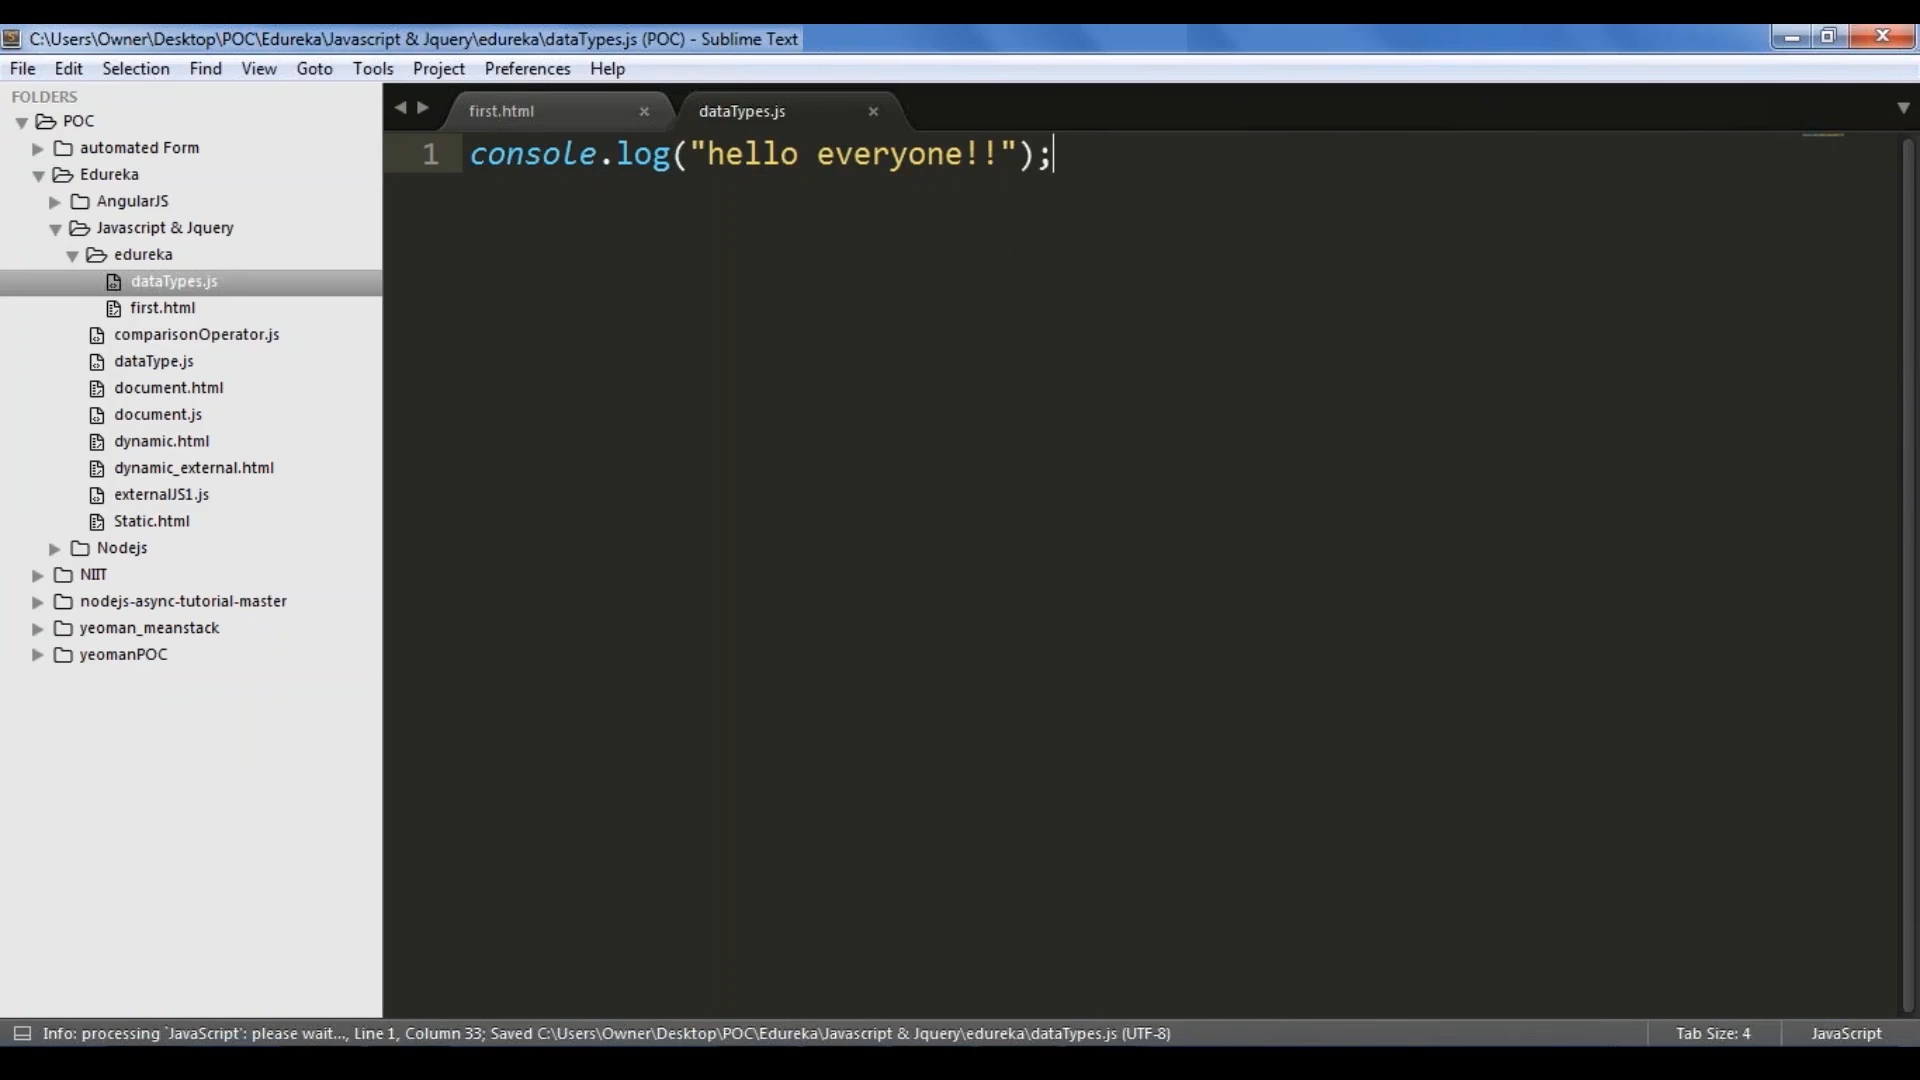 C:\Users\Owner\Desktop\POC\Edureka\Javascript & Jquery\edureka\dataTypes.js (POC) - Sublime Text
File Edit Selection Find View Goto Tools Project Preferences Help
FOLDERS
POC
automated Form
Edureka
AngularJS
Javascript & Jquery
edureka
dataTypes.js
first.html
comparisonOperator.js
dataType.js
document.html
document.js
dynamic.html
dynamic_external.html
externalJS1.js
Static.html
Nodejs
NIIT
nodejs-async-tutorial-master
yeoman_meanstack
yeomanPOC
first.html
dataTypes.js
1 console.log("hello everyone!!");
Info: processing `JavaScript`: please wait..., Line 1, Column 33; Saved C:\Users\Owner\Desktop\POC\Edureka\Javascript & Jquery\edureka\dataTypes.js (UTF-8)
Tab Size: 4
JavaScript